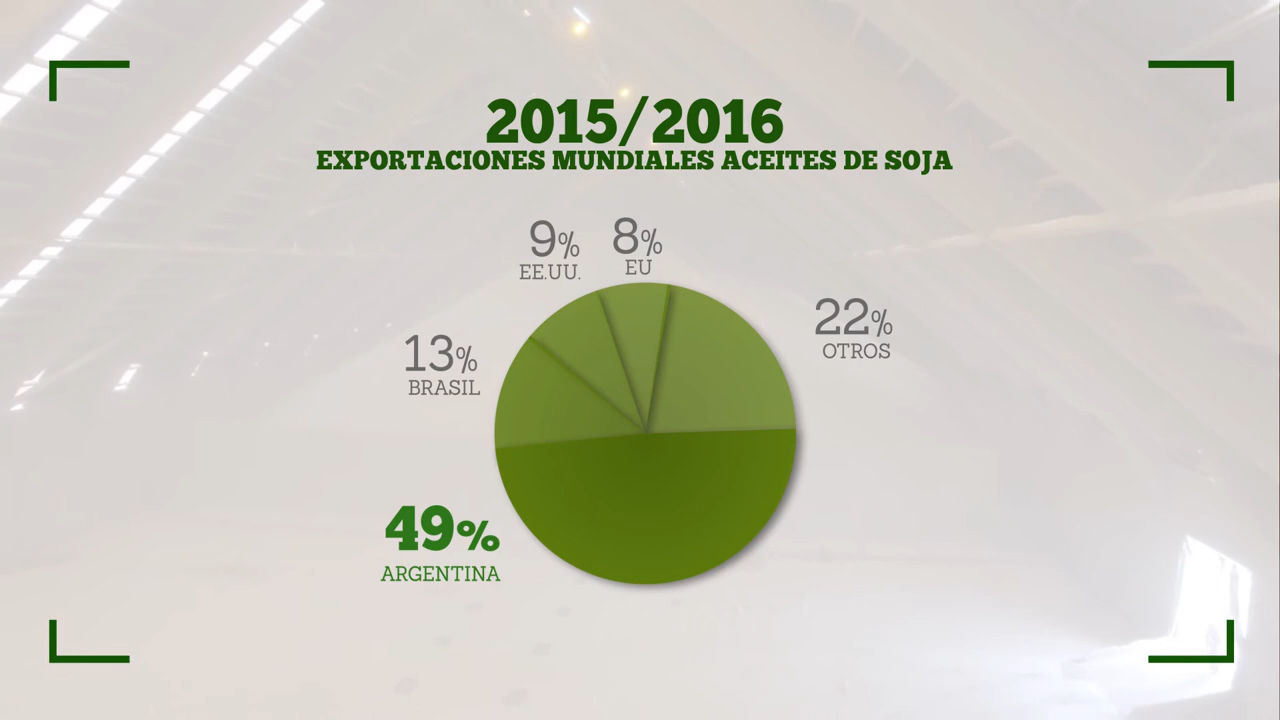 2015/2016
EXPORTACIONES MUNDIALES ACEITES DE SOJA
9%
EE.UU.
8%
EU
22%
OTROS
13%
BRASIL
49%
ARGENTINA